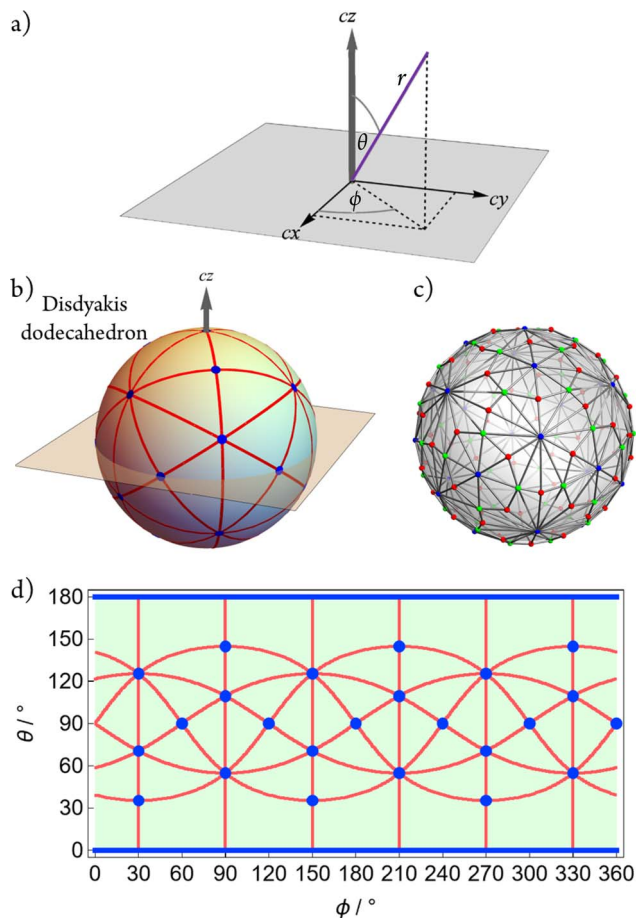 a)
cz
r
θ
ϕ
cy
cx
b)
cz
Disdyakis
dodecahedron
c)
d)
180
150
120
90
60
30
0
θ / °
0 30 60 90 120 150 180 210 240 270 300 330 360
ϕ / °